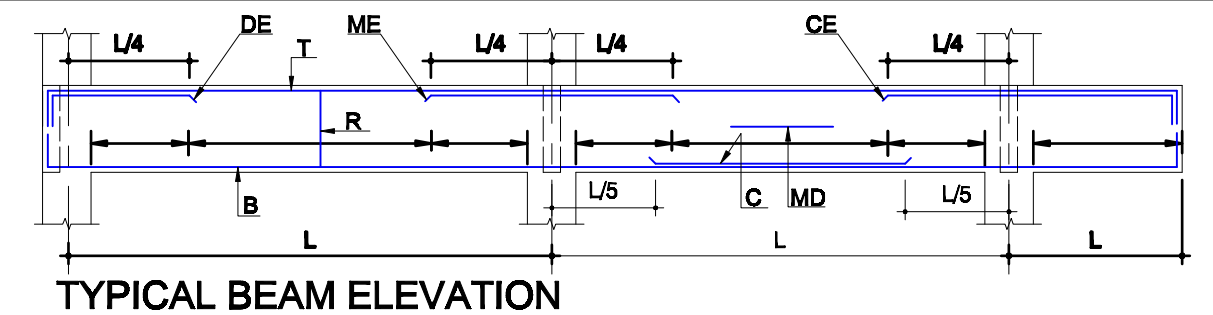 DE ME CE
L/4 T L/4 L/4 L/4
R
B L/5 C MD L/5
L L L
TYPICAL BEAM ELEVATION